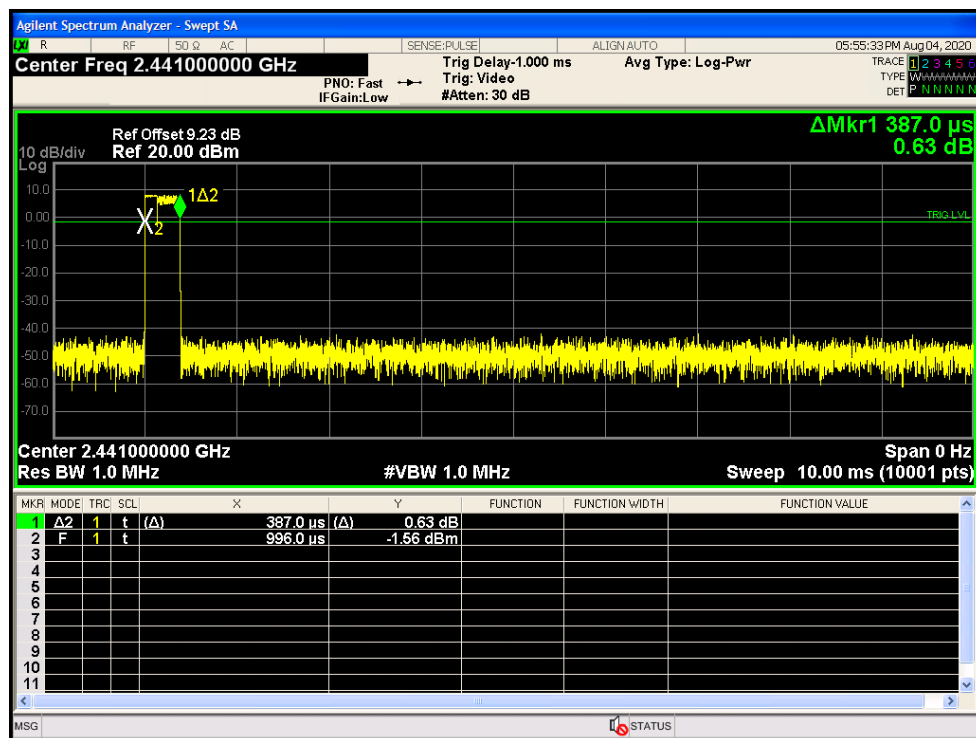 Agilent Spectrum Analyzer - Swept SA
LXI R RF 50 Ω AC SENSE:PULSE ALIGNAUTO 05:55:33 PM Aug 04, 2020
Center Freq 2.441000000 GHz Trig Delay-1.000 ms Avg Type: Log-Pwr TRACE 1 2 3 4 5 6
PNO: Fast Trig: Video TYPE WWWWWW
IFGain:Low #Atten: 30 dB DET P N N N N N
ΔMkr1 387.0 µs
0.63 dB
Ref Offset 9.23 dB
10 dB/div Ref 20.00 dBm
Log
10.0
1Δ2
0.00
TRIG LVL
2
-10.0
-20.0
-30.0
-40.0
-50.0
-60.0
-70.0
Center 2.441000000 GHz Span 0 Hz
Res BW 1.0 MHz #VBW 1.0 MHz Sweep 10.00 ms (10001 pts)
MKR MODE TRC SCL X Y FUNCTION FUNCTION WIDTH FUNCTION VALUE
1 Δ2 1 t (Δ) 387.0 µs (Δ) 0.63 dB
2 F 1 t 996.0 µs -1.56 dBm
3
4
5
6
7
8
9
10
11
MSG STATUS